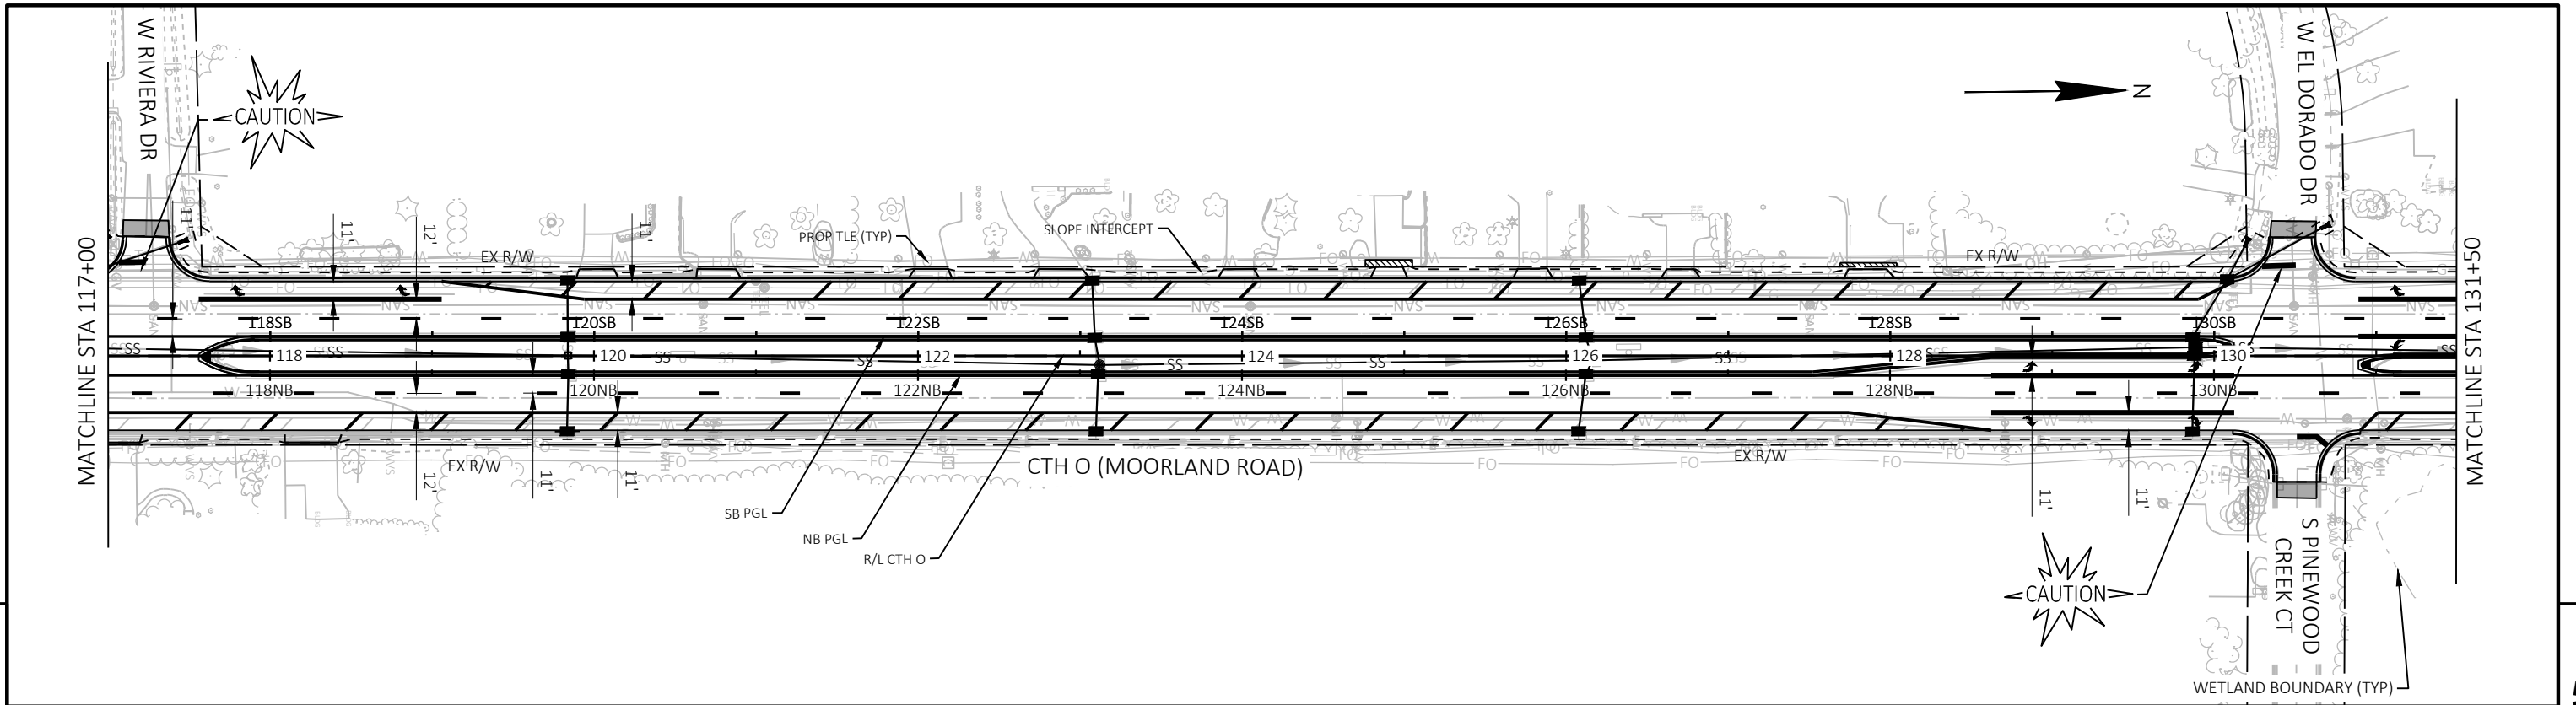 W RIVIERA DR
CAUTION
N
W EL DORADO DR
MATCHLINE STA 117+00
MATCHLINE STA 131+50
11'
11'
12'
11'
EX R/W
PROP TLE (TYP)
SLOPE INTERCEPT
EX R/W
118SB
120SB
122SB
124SB
126SB
128SB
130SB
SS
SS
118
120
SS
122
SS
SS
124
SS
126
SS
128
130
SS
118NB
120NB
122NB
124NB
126NB
128NB
130NB
EX R/W
12'
11'
11'
CTH O (MOORLAND ROAD)
EX R/W
11'
11'
SB PGL
NB PGL
R/L CTH O
CAUTION
S PINEWOOD
CREEK CT
WETLAND BOUNDARY (TYP)